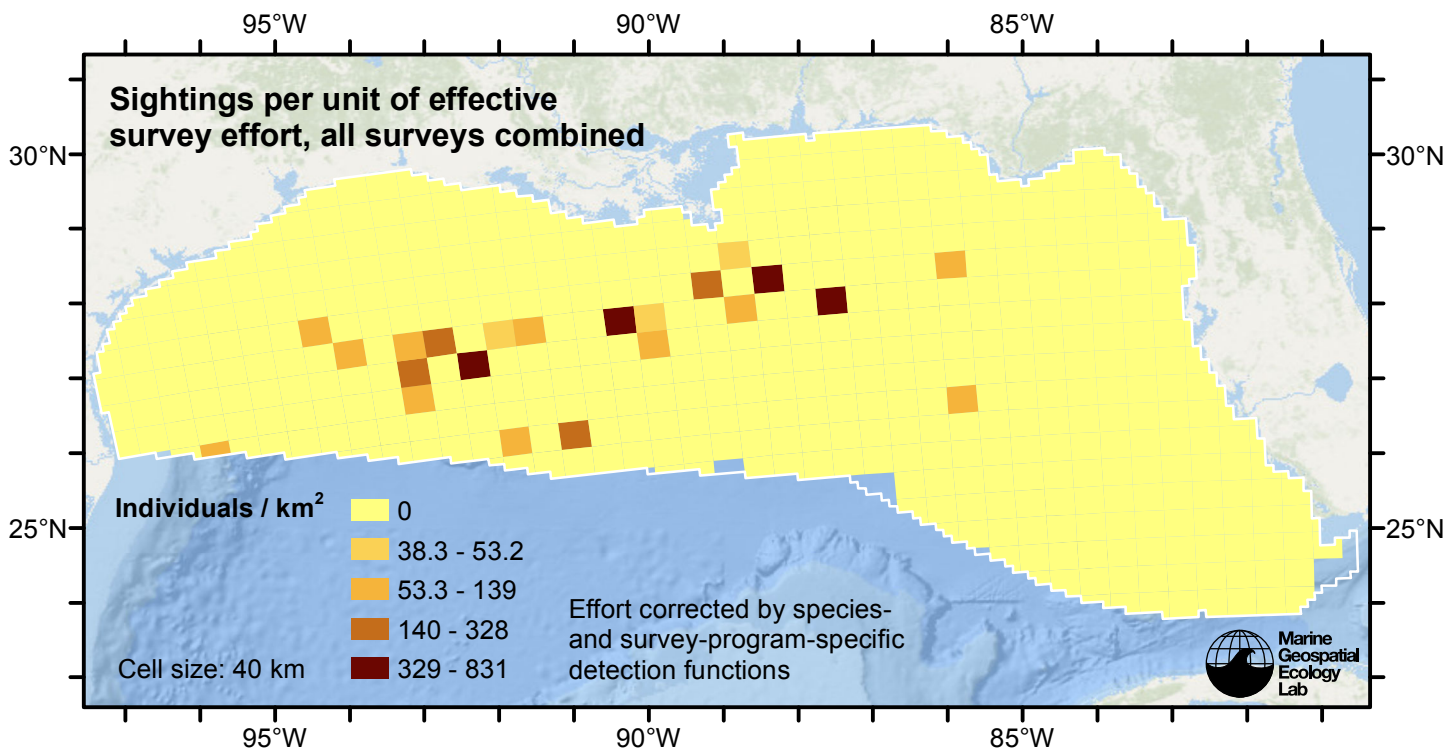 95°W 90°W 85°W
Sightings per unit of effective
survey effort, all surveys combined
30°N 30°N
Individuals / km²
0
38.3 - 53.2
53.3 - 139
140 - 328
329 - 831
25°N 25°N
Cell size: 40 km
Effort corrected by species-
and survey-program-specific
detection functions
Marine
Geospatial
Ecology
Lab
95°W 90°W 85°W